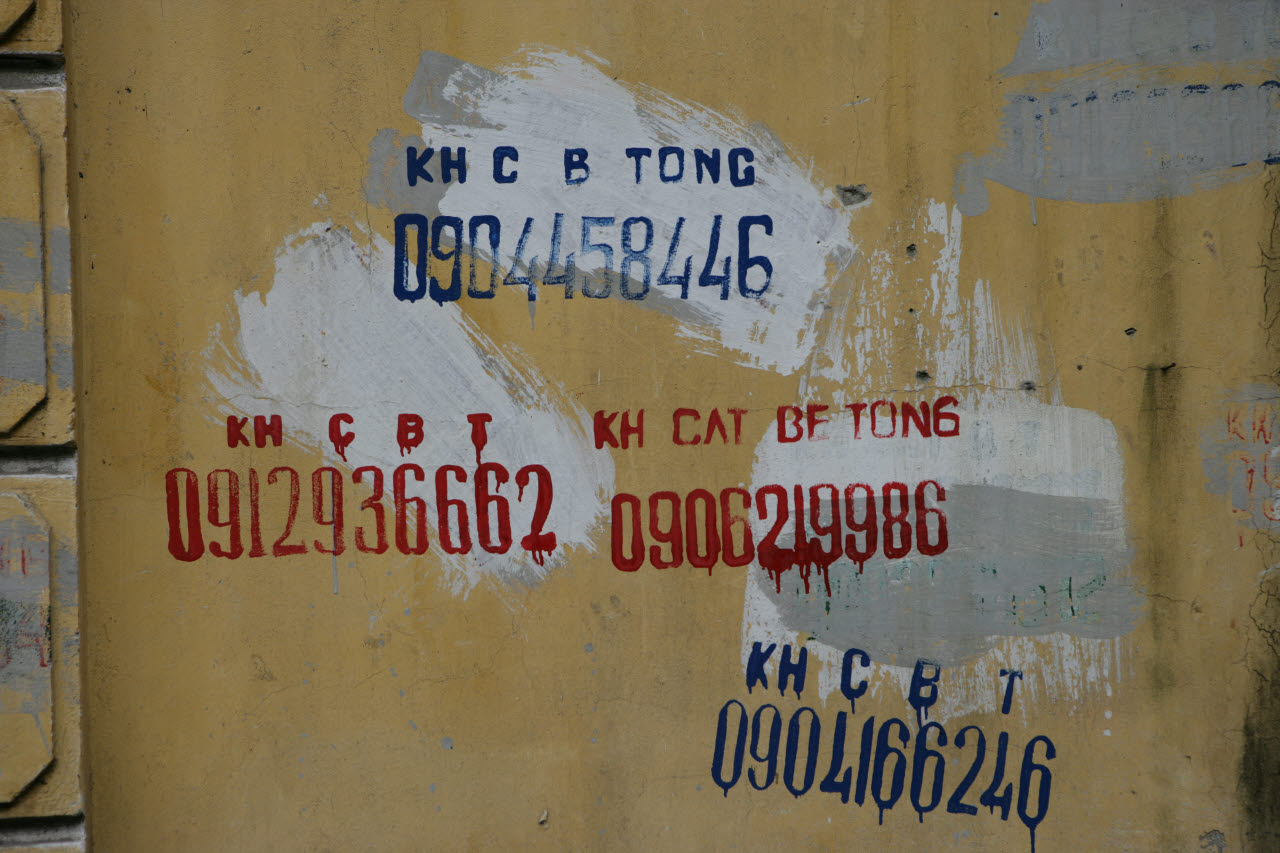 KH C B TONG
0904458446
KH C B T
0912936662
KH CAT BE TONG
0906219986
KH C B T
0904166246